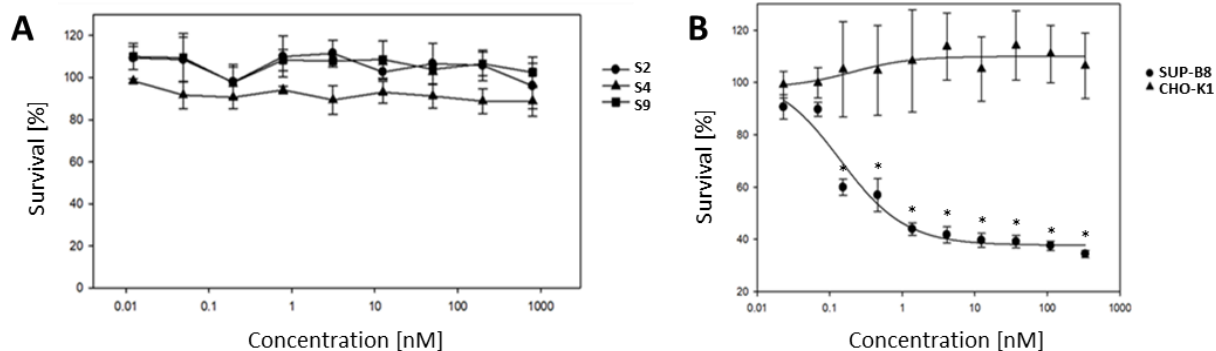 A
Survival [%]
120
100
80
60
40
20
0
0.01
0.1
1
10
100
1000
Concentration [nM]
S2
S4
S9
B
Survival [%]
120
100
80
60
40
20
* * * * * * * *
0.01
0.1
1
10
100
1000
Concentration [nM]
SUP-B8
CHO-K1